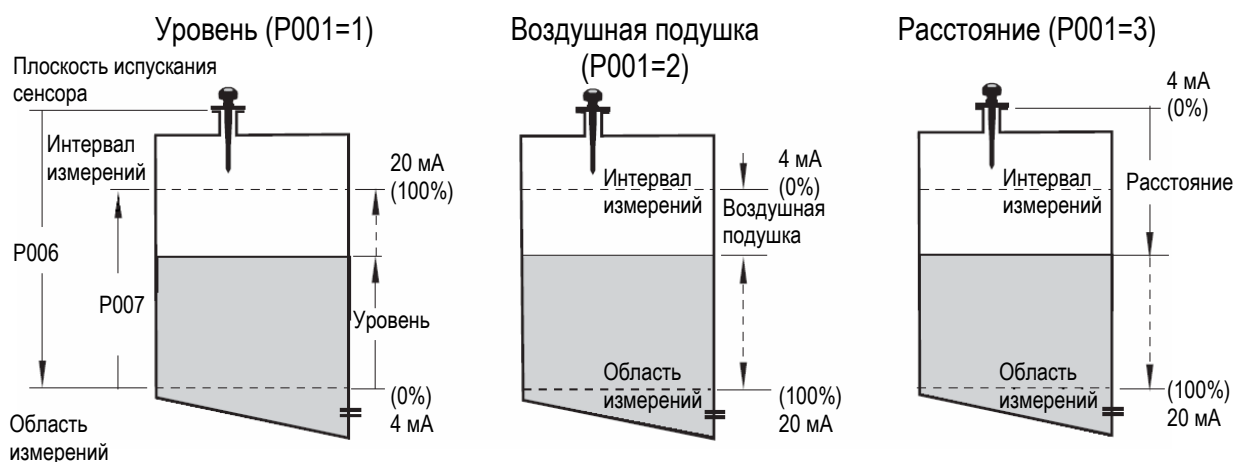 Уровень (P001=1)
Плоскость испускания
сенсора
Интервал
измерений
20 мА
(100%)
P006
P007
Уровень
(0%)
4 мА
Область
измерений
Воздушная подушка
(P001=2)
4 мА
(0%)
Интервал
измерений
Воздушная
подушка
Область
измерений
(100%)
20 мА
Расстояние (P001=3)
4 мА
(0%)
Интервал
измерений
Расстояние
Область
измерений
(100%)
20 мА